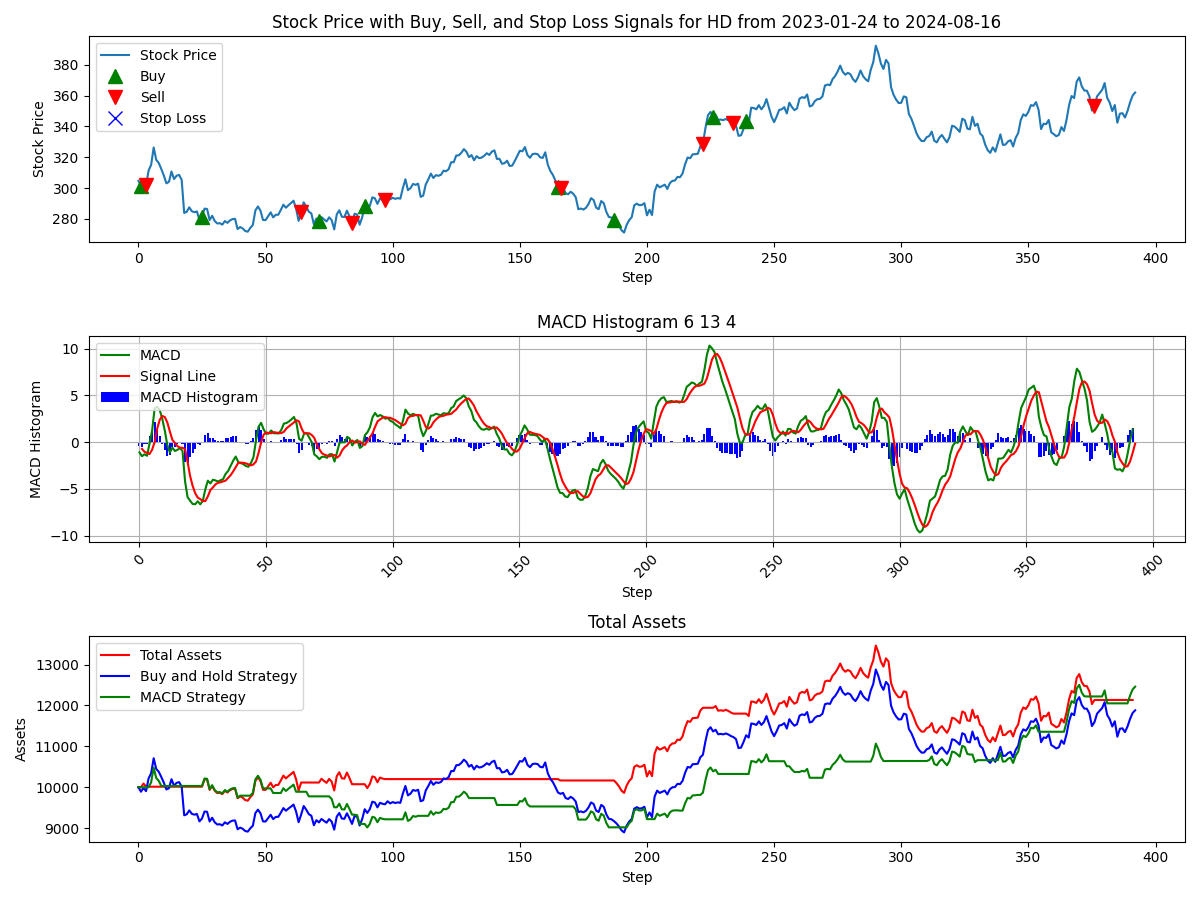 Stock Price with Buy, Sell, and Stop Loss Signals for HD from 2023-01-24 to 2024-08-16
Stock Price
Buy
Sell
Stop Loss
380
360
340
320
300
280
Stock Price
0 50 100 150 200 250 300 350 400
Step
MACD Histogram 6 13 4
MACD
Signal Line
MACD Histogram
10
5
0
−5
−10
MACD Histogram
0 50 100 150 200 250 300 350 400
Step
Total Assets
Total Assets
Buy and Hold Strategy
MACD Strategy
13000
12000
11000
10000
9000
Assets
0 50 100 150 200 250 300 350 400
Step